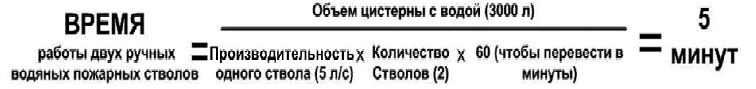 ВРЕМЯ
работы двух ручных
водяных пожарных стволов
=
Объем цистерны с водой (3000 л)
Производительность х Количество х 60 (чтобы перевести в
одного ствола (5 л/с) Стволов (2) минуты)
=
5
минут